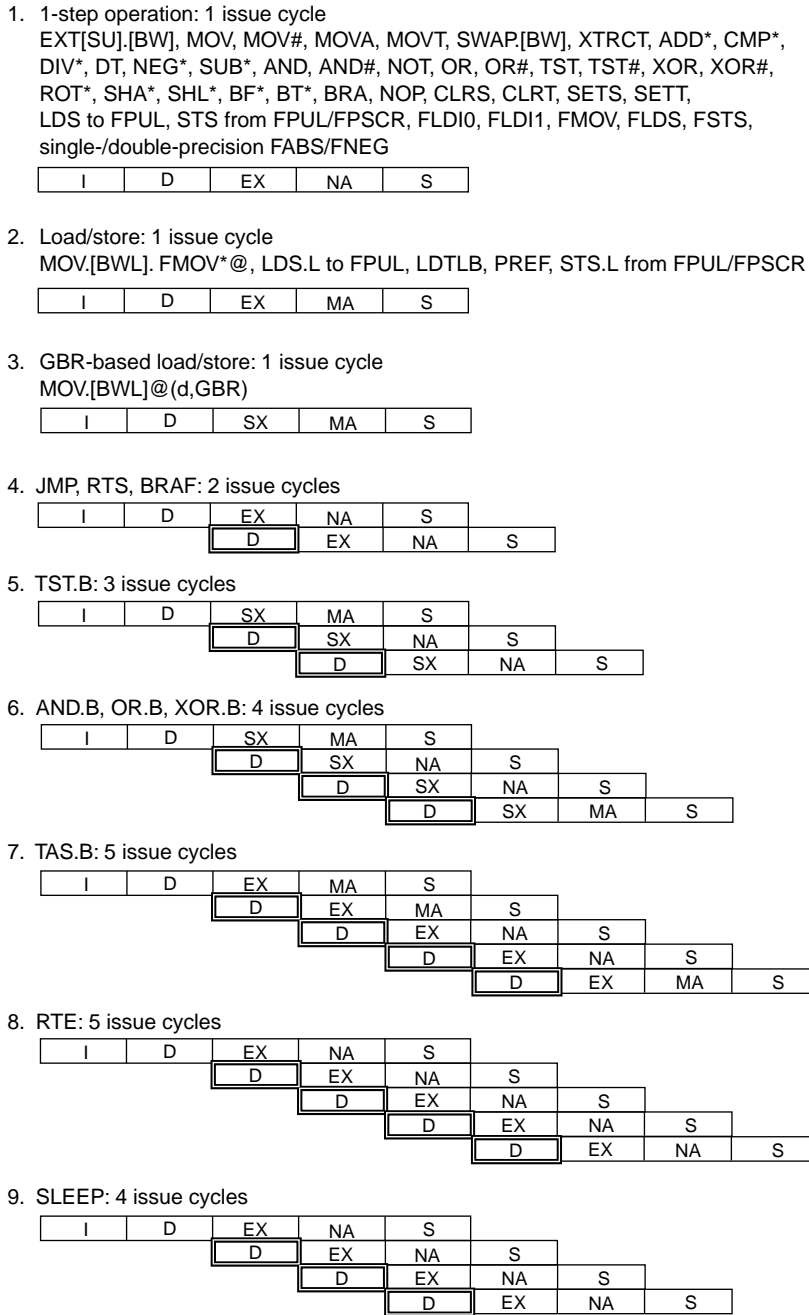 1. 1-step operation: 1 issue cycle
EXT[SU].[BW], MOV, MOV#, MOVA, MOVT, SWAP.[BW], XTRCT, ADD*, CMP*,
DIV*, DT, NEG*, SUB*, AND, AND#, NOT, OR, OR#, TST, TST#, XOR, XOR#,
ROT*, SHA*, SHL*, BF*, BT*, BRA, NOP, CLRS, CLRT, SETS, SETT,
LDS to FPUL, STS from FPUL/FPSCR, FLDI0, FLDI1, FMOV, FLDS, FSTS,
single-/double-precision FABS/FNEG
I D EX NA S
2. Load/store: 1 issue cycle
MOV.[BWL]. FMOV*@, LDS.L to FPUL, LDTLB, PREF, STS.L from FPUL/FPSCR
I D EX MA S
3. GBR-based load/store: 1 issue cycle
MOV.[BWL]@(d,GBR)
I D SX MA S
4. JMP, RTS, BRAF: 2 issue cycles
I D EX NA S
D EX NA S
5. TST.B: 3 issue cycles
I D SX MA S
D SX NA S
D SX NA S
6. AND.B, OR.B, XOR.B: 4 issue cycles
I D SX MA S
D SX NA S
D SX NA S
D SX MA S
7. TAS.B: 5 issue cycles
I D EX MA S
D EX MA S
D EX NA S
D EX NA S
D EX MA S
8. RTE: 5 issue cycles
I D EX NA S
D EX NA S
D EX NA S
D EX NA S
D EX NA S
9. SLEEP: 4 issue cycles
I D EX NA S
D EX NA S
D EX NA S
D EX NA S